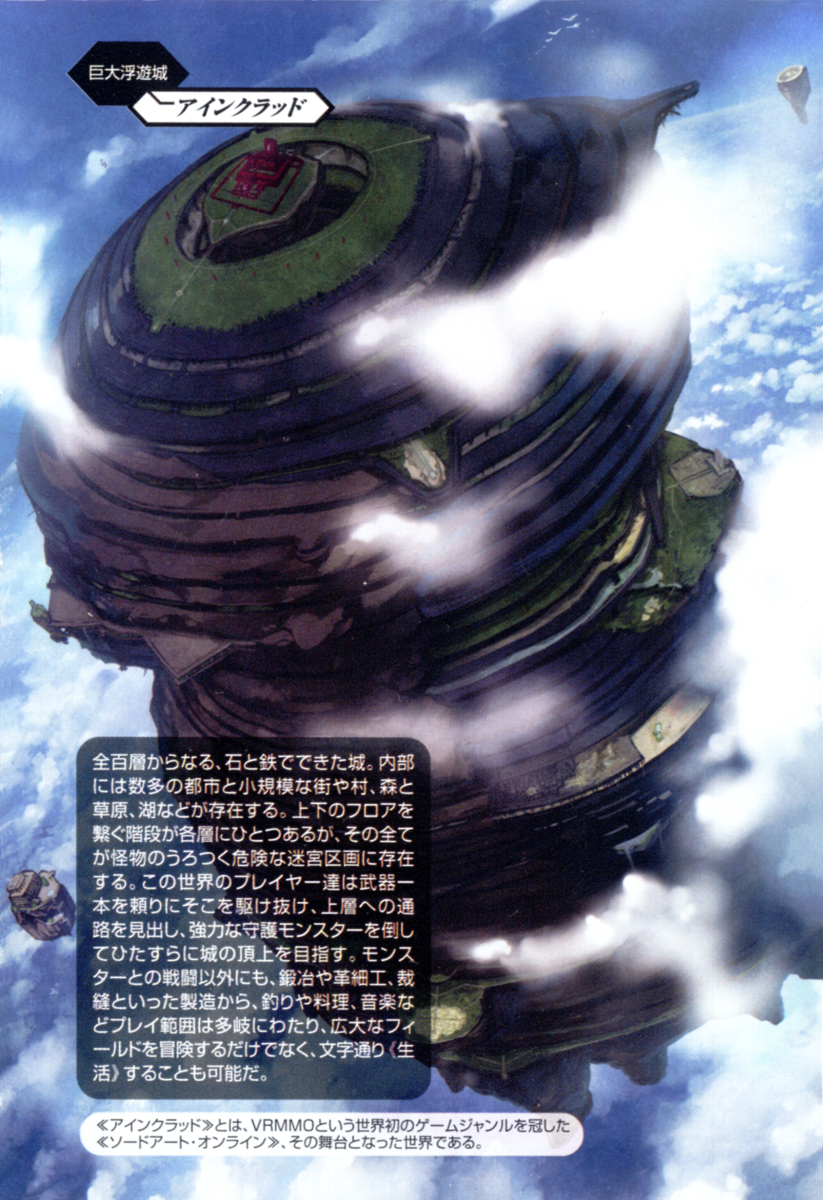 巨大浮遊城
アインクラッド
全百層からなる、石と鉄でできた城。内部
には数多の都市と小規模な街や村、森と
草原、湖などが存在する。上下のフロアを
繋ぐ階段が各層にひとつあるが、その全て
が怪物のうろつく危険な迷宮区画に存在
する。この世界のプレイヤー達は武器一
本を頼りにそこを駆け抜け、上層への通
路を見出し、強力な守護モンスターを倒し
てひたすらに城の頂上を目指す。モンス
ターとの戦闘以外にも、鍛冶や革細工、裁
縫といった製造から、釣りや料理、音楽な
どプレイ範囲は多岐にわたり、広大なフィ
ールドを冒険するだけでなく、文字通り《生
活》することも可能だ。
≪アインクラッド≫とは、VRMMOという世界初のゲームジャンルを冠した
≪ソードアート・オンライン≫、その舞台となった世界である。